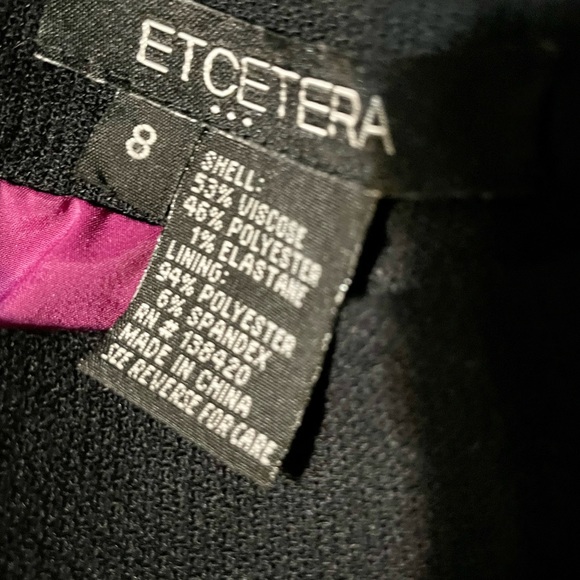 ETCETERA
...
8
SHELL:
53% VISCOSE
46% POLYESTER
1% ELASTANE
LINING:
94% POLYESTER
6% SPANDEX
RN # 136420
MADE IN CHINA
SEE REVERSE FOR CARE